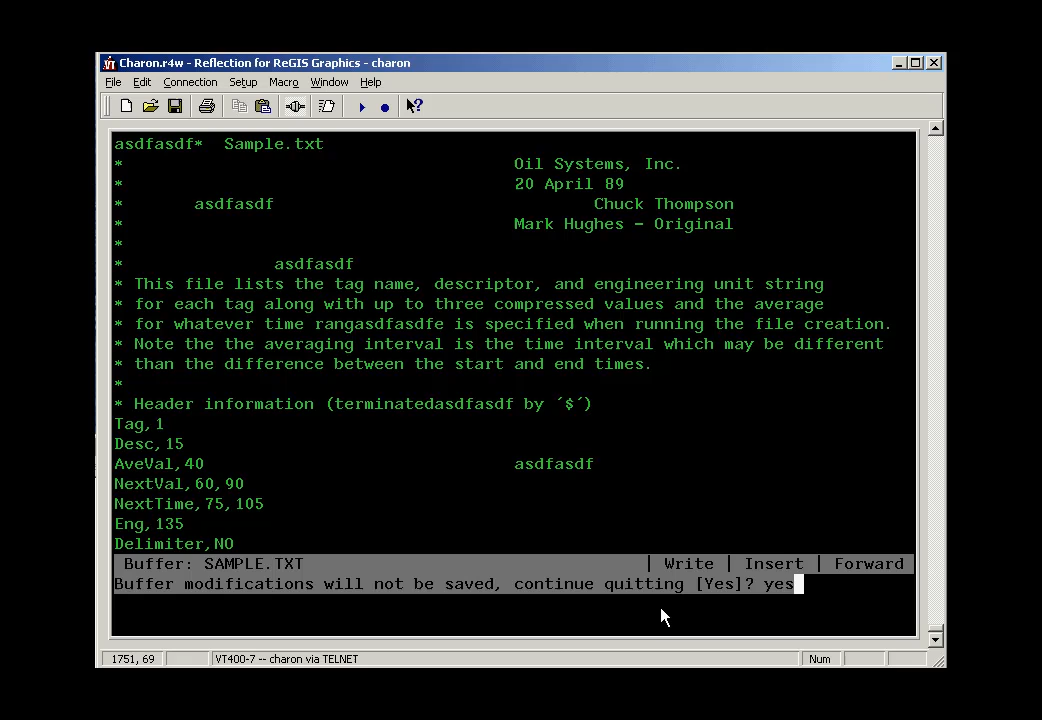 Charon.r4w - Reflection for ReGIS Graphics - charon
File Edit Connection Setup Macro Window Help
asdfasdf* Sample.txt
* Oil Systems, Inc.
* 20 April 89
* asdfasdf Chuck Thompson
* Mark Hughes - Original
*
* asdfasdf
* This file lists the tag name, descriptor, and engineering unit string
* for each tag along with up to three compressed values and the average
* for whatever time rangasdfasdfe is specified when running the file creation.
* Note the the averaging interval is the time interval which may be different
* than the difference between the start and end times.
*
* Header information (terminatedasdfasdf by ´$´)
Tag,1
Desc,15
AveVal,40 asdfasdf
NextVal,60,90
NextTime,75,105
Eng,135
Delimiter,NO
Buffer: SAMPLE.TXT | Write | Insert | Forward
Buffer modifications will not be saved, continue quitting [Yes]? yes
1751, 69 VT400-7 -- charon via TELNET Num